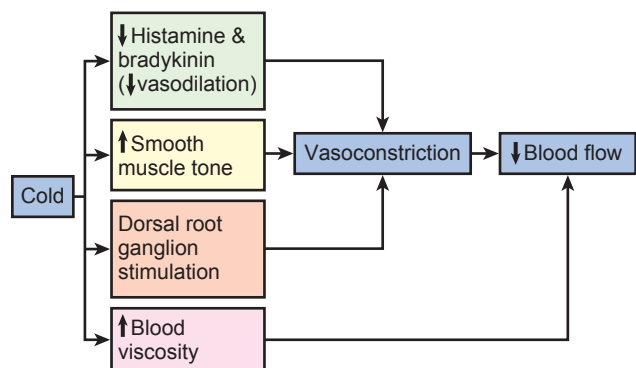 Cold
↓ Histamine &
bradykinin
(↓vasodilation)
↑ Smooth
muscle tone
Dorsal root
ganglion
stimulation
↑ Blood
viscosity
Vasoconstriction
↓ Blood flow